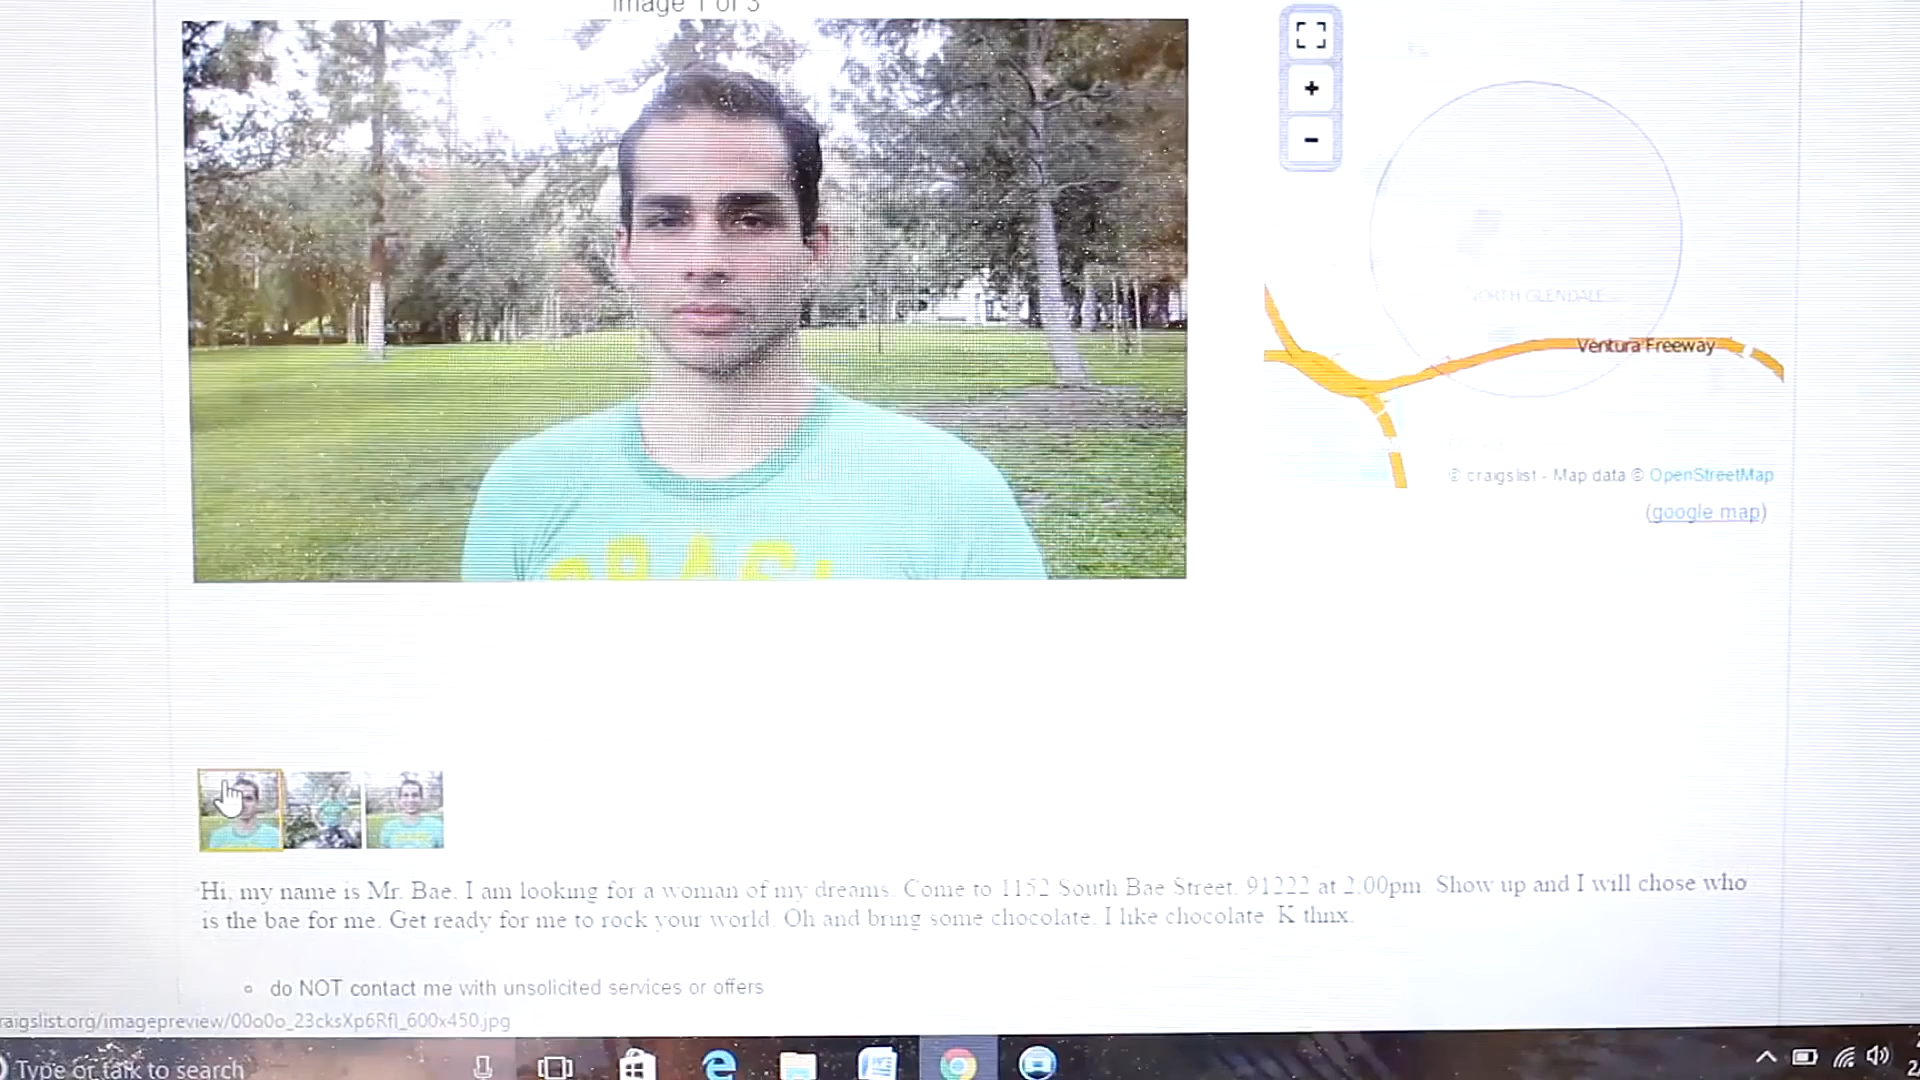 Image 1 of 3
+
-
NORTH GLENDALE
Ventura Freeway
© craigslist - Map data © OpenStreetMap
(google map)
Hi, my name is Mr. Bae. I am looking for a woman of my dreams. Come to 1152 South Bae Street. 91222 at 2:00pm. Show up and I will chose who
is the bae for me. Get ready for me to rock your world. Oh and bring some chocolate. I like chocolate. K thnx.
do NOT contact me with unsolicited services or offers
raigslist.org/imagepreview/00o0o_23cksXp6RfI_600x450.jpg
Type or talk to search